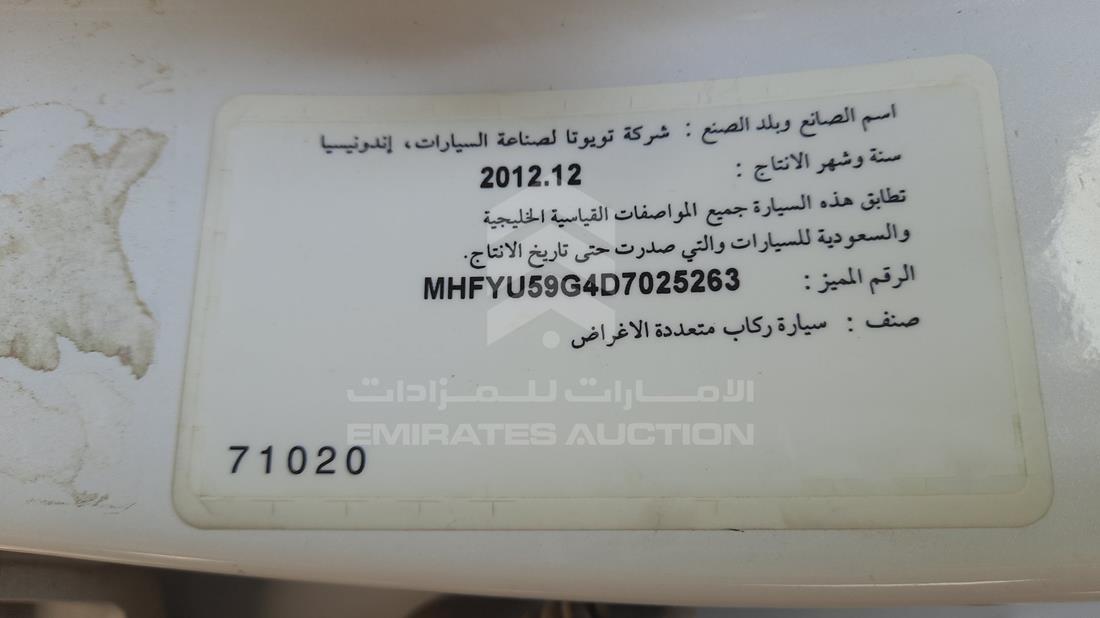 اسم الصانع وبلد الصنع : شركة تويوتا لصناعة السيارات، إندونيسيا
سنة وشهر الانتاج : 2012.12
تطابق هذه السيارة جميع المواصفات القياسية الخليجية
والسعودية للسيارات والتي صدرت حتى تاريخ الانتاج.
الرقم المميز : MHFYU59G4D7025263
صنف : سيارة ركاب متعددة الاغراض
الامارات للمزادات
EMIRATES AUCTION
71020